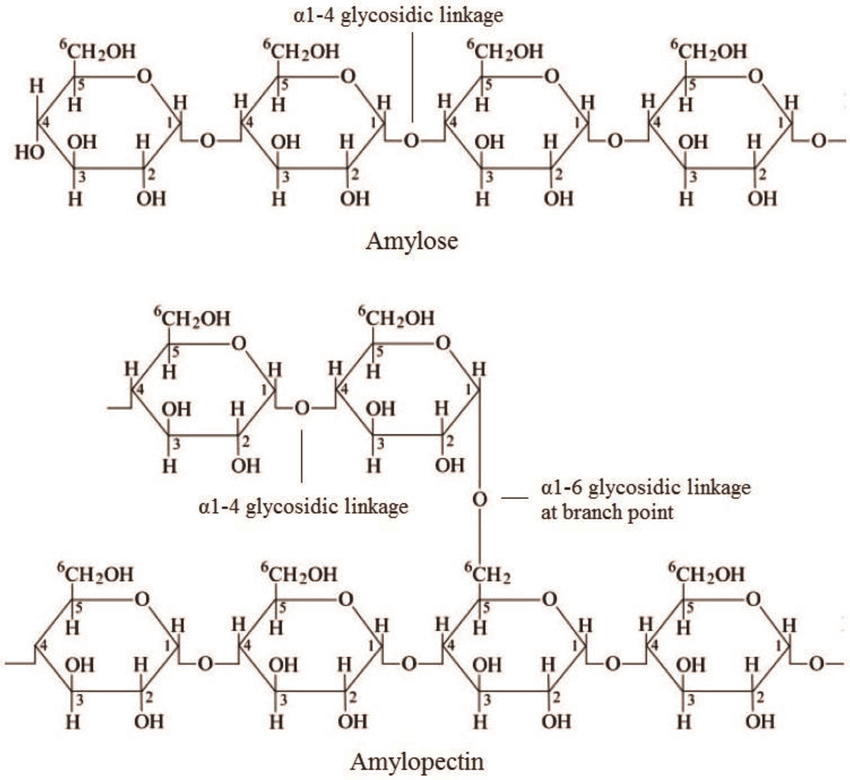 α1-4 glycosidic linkage
⁶CH₂OH ⁶CH₂OH ⁶CH₂OH ⁶CH₂OH
H 5 O 5 O 5 O 5 O
H H H H H H H H H H H
4 1 4 1 4 1 4 1
HO OH H O OH H O OH H O OH H O
3 2 3 2 3 2 3 2
H OH H OH H OH H OH
Amylose
⁶CH₂OH ⁶CH₂OH
5 O 5 O
H H H H H H
4 1 4 1
OH H O OH H
3 2 3 2
H OH H OH
α1-4 glycosidic linkage
O
α1-6 glycosidic linkage
at branch point
⁶CH₂OH ⁶CH₂OH ⁶CH₂ ⁶CH₂OH
5 O 5 O 5 O 5 O
H H H H H H H H H H H
4 1 4 1 4 1 4 1
OH H O OH H O OH H O OH H O
3 2 3 2 3 2 3 2
H OH H OH H OH H OH
Amylopectin